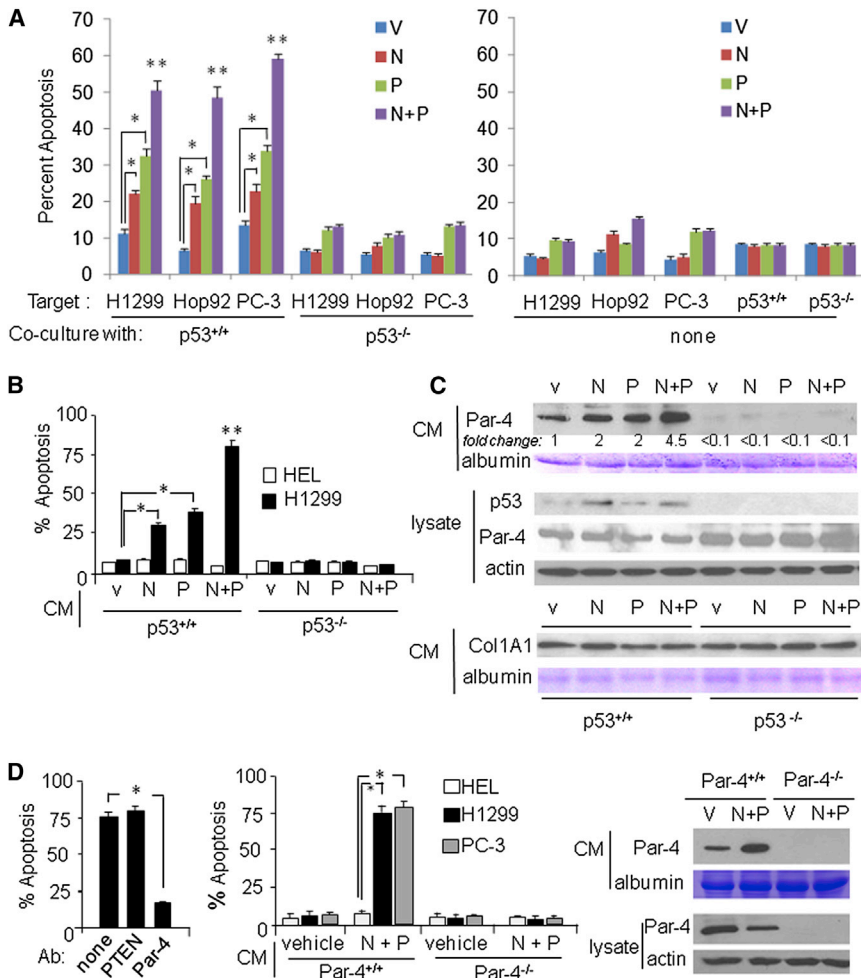 A
Percent Apoptosis
70
60
50
40
30
20
10
0
** ** **
* * *
* * *
V
N
P
N+P
Target : H1299 Hop92 PC-3 H1299 Hop92 PC-3
Co-culture with: p53+/+ p53-/-
70
60
50
40
30
20
10
0
V
N
P
N+P
H1299 Hop92 PC-3 p53+/+ p53-/-
none
B
% Apoptosis
100
75
50
25
0
**
*
*
HEL
H1299
v N P N+P v N P N+P
CM
p53+/+ p53-/-
C
v N P N+P v N P N+P
CM Par-4
fold change: 1 2 2 4.5 <0.1 <0.1 <0.1 <0.1
albumin
lysate p53
Par-4
actin
v N P N+P v N P N+P
CM Col1A1
albumin
p53+/+ p53-/-
D
% Apoptosis
100
75
50
25
0
*
Ab: none PTEN Par-4
% Apoptosis
100
75
50
25
0
*
*
HEL
H1299
PC-3
CM vehicle N + P vehicle N + P
Par-4+/+ Par-4-/-
Par-4+/+ Par-4-/-
V N+P V N+P
CM Par-4
albumin
lysate Par-4
actin